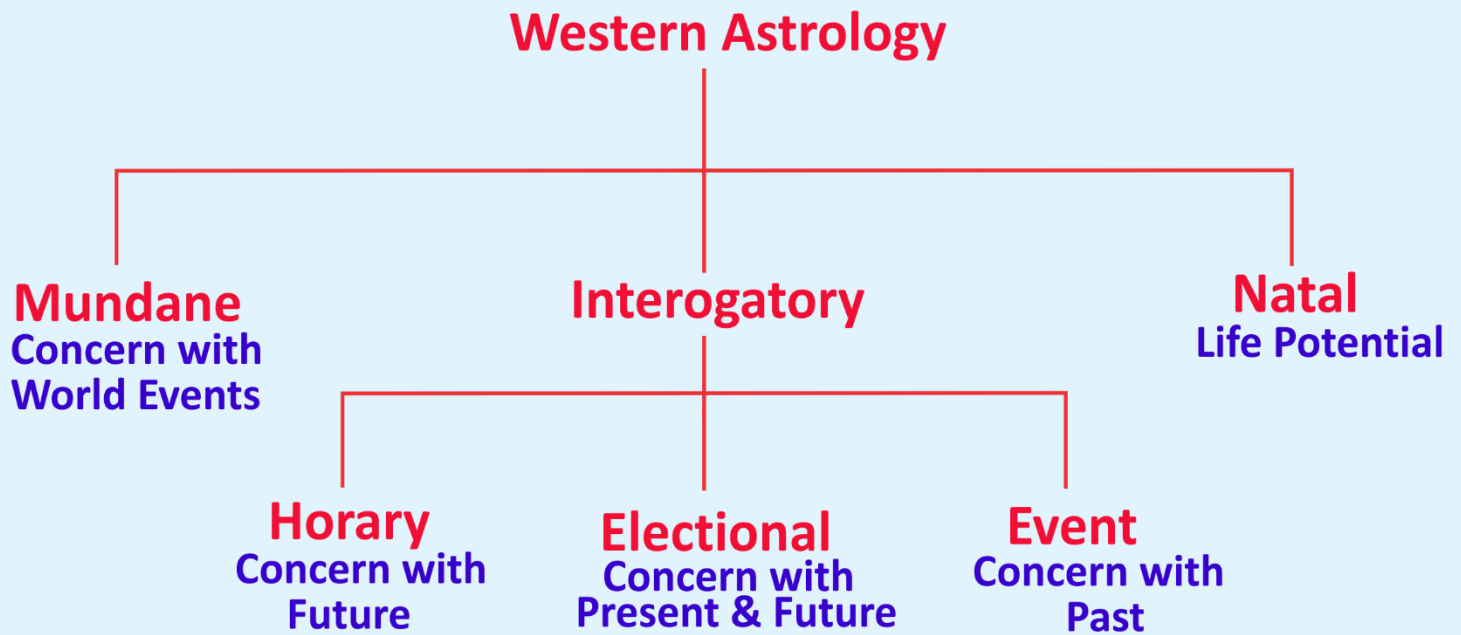 Western Astrology
Mundane
Concern with
World Events
Interogatory
Natal
Life Potential
Horary
Concern with
Future
Electional
Concern with
Present & Future
Event
Concern with
Past